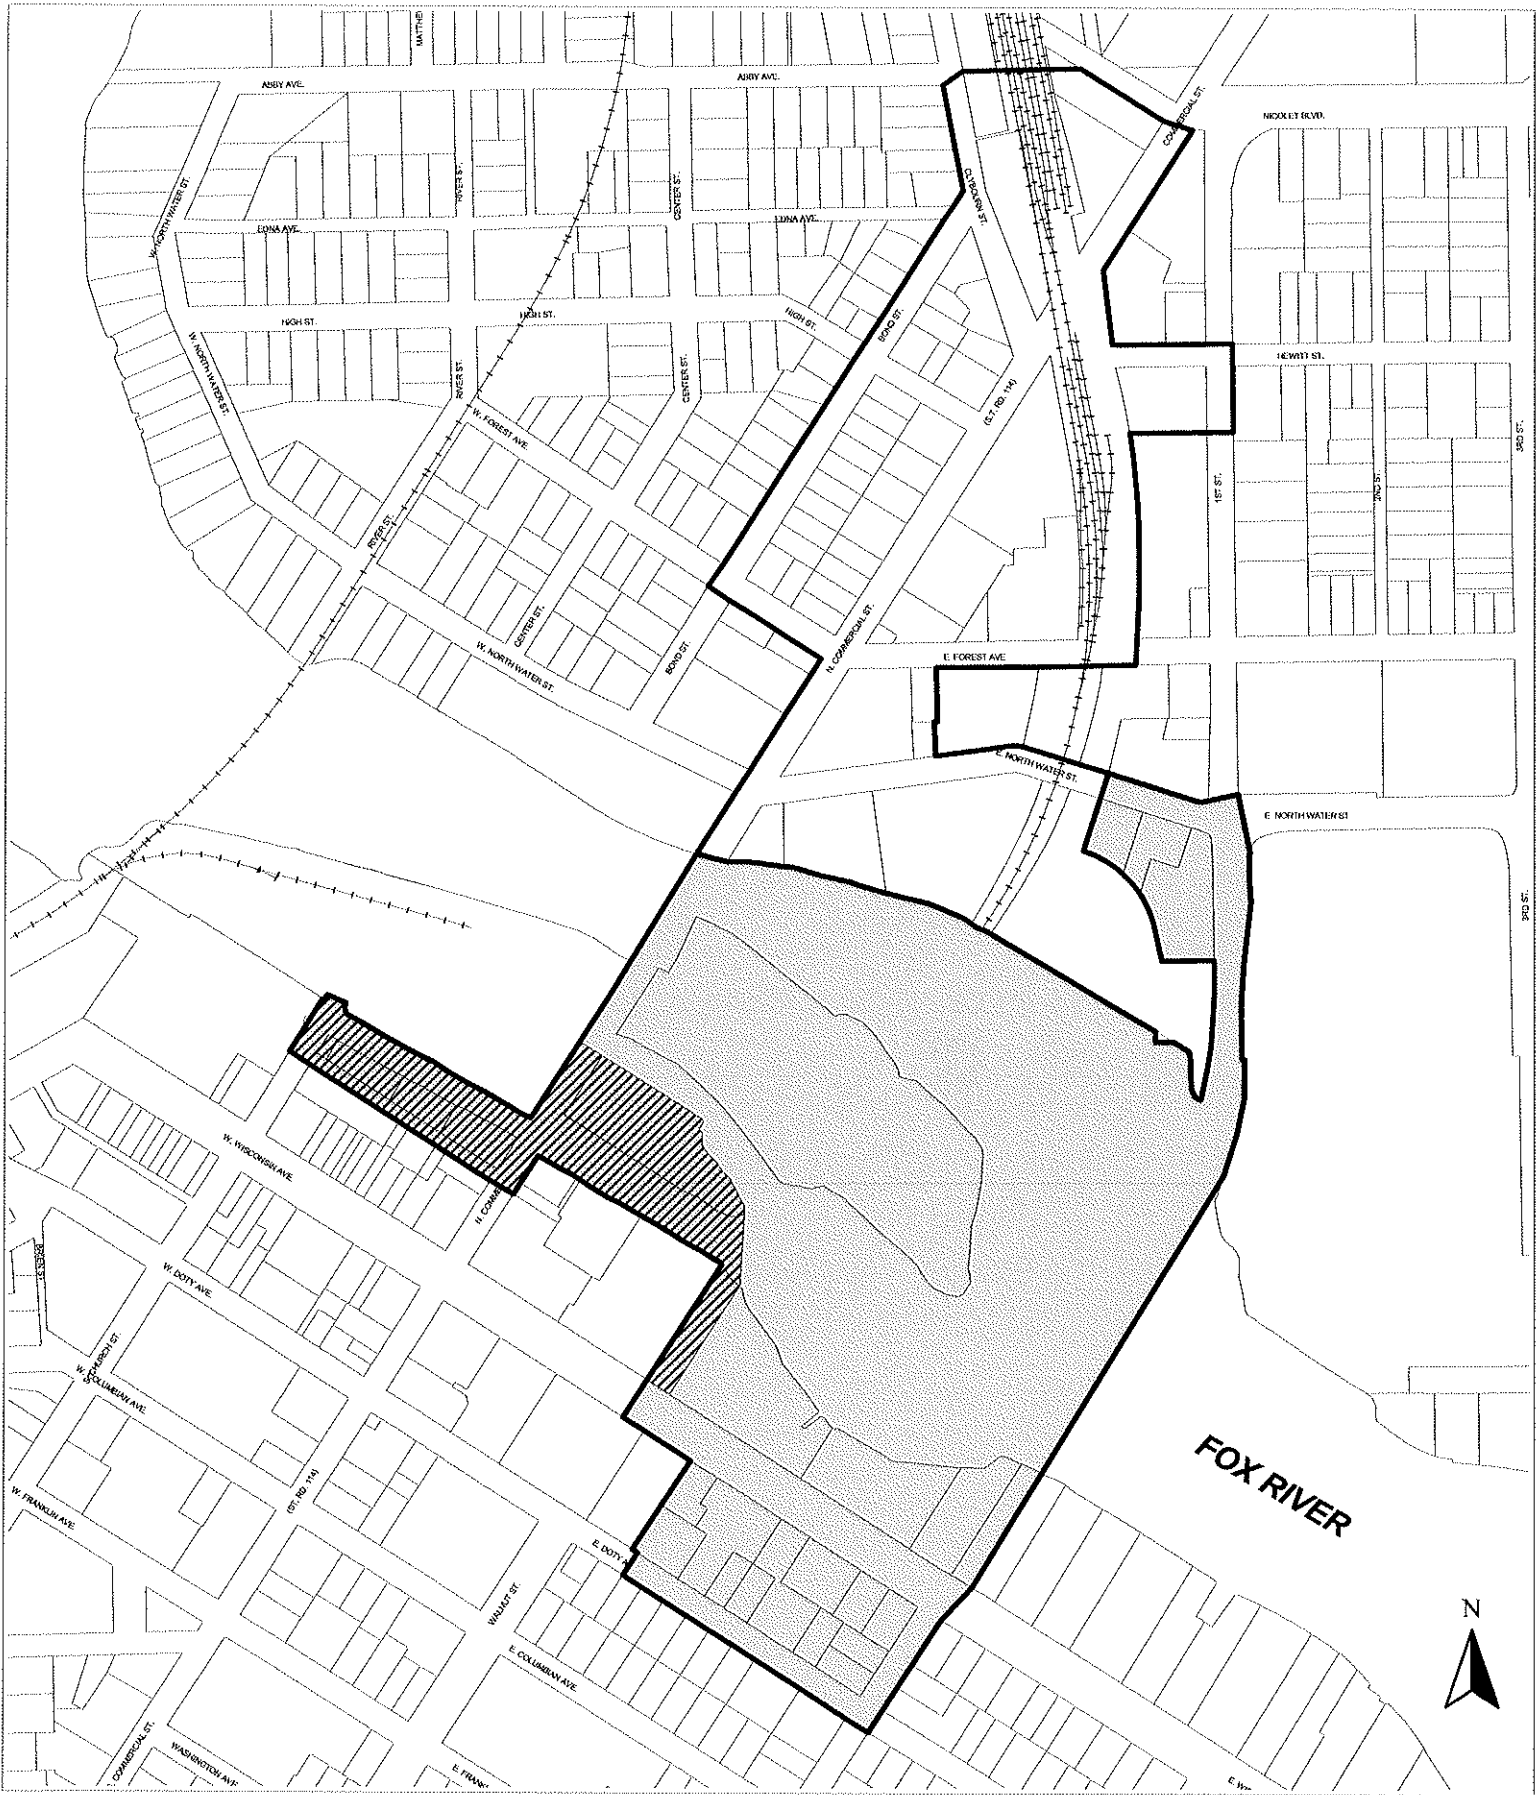 MATTHE
ABBY AVE.
ABBY AVE.
COMMERCIAL ST.
NICOLET BLVD.
W. NORTH WATER ST.
RIVER ST.
CENTER ST.
CLYBOURN ST.
EDNA AVE.
EDNA AVE.
HIGH ST.
HIGH ST.
HIGH ST.
BOND ST.
HEWITT ST.
W. NORTH WATER ST.
RIVER ST.
CENTER ST.
(S.T. RD. 114)
W. FOREST AVE.
3RD ST.
1ST ST.
2ND ST.
RIVER ST.
CENTER ST.
N. COMMERCIAL ST.
W. NORTH WATER ST.
BOND ST.
E. FOREST AVE
E. NORTH WATER ST.
E. NORTH WATER ST
3RD ST.
W. WISCONSIN AVE.
N. COMM
W. DOTY AVE.
S. CHURCH ST.
W. COLUMBIAN AVE.
FOX RIVER
(ST. RD. 114)
W. FRANKLIN AVE.
E. DOTY A
WALNUT ST.
E. COLUMBIAN AVE.
N
COMMERCIAL ST.
WASHINGTON AVE.
E. FRANK
E. W